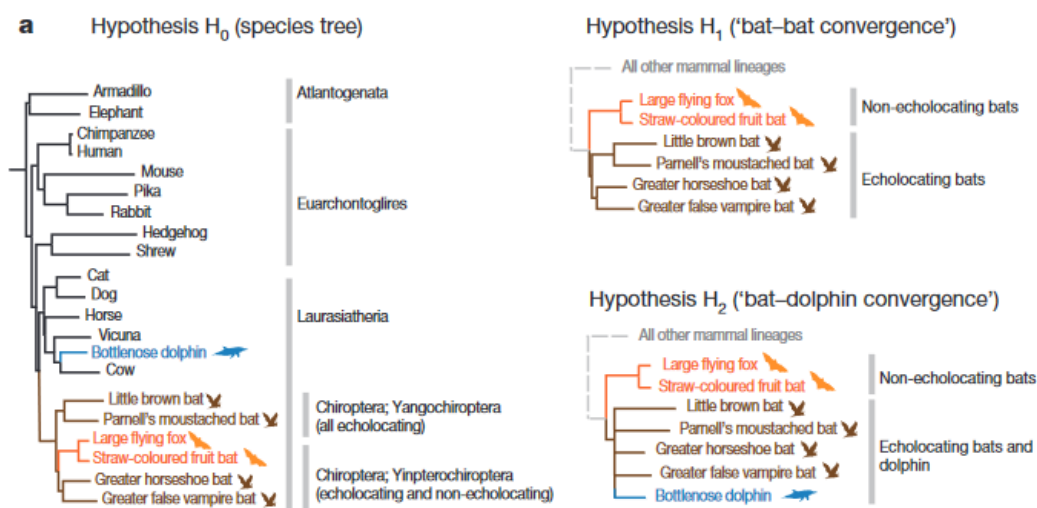 a
Hypothesis H0 (species tree)
Armadillo
Elephant
Chimpanzee
Human
Mouse
Pika
Rabbit
Hedgehog
Shrew
Cat
Dog
Horse
Vicuna
Bottlenose dolphin
Cow
Little brown bat
Parnell's moustached bat
Large flying fox
Straw-coloured fruit bat
Greater horseshoe bat
Greater false vampire bat
Atlantogenata
Euarchontoglires
Laurasiatheria
Chiroptera; Yangochiroptera
(all echolocating)
Chiroptera; Yinpterochiroptera
(echolocating and non-echolocating)
Hypothesis H1 ('bat–bat convergence')
All other mammal lineages
Large flying fox
Straw-coloured fruit bat
Little brown bat
Parnell's moustached bat
Greater horseshoe bat
Greater false vampire bat
Non-echolocating bats
Echolocating bats
Hypothesis H2 ('bat–dolphin convergence')
All other mammal lineages
Large flying fox
Straw-coloured fruit bat
Little brown bat
Parnell's moustached bat
Greater horseshoe bat
Greater false vampire bat
Bottlenose dolphin
Non-echolocating bats
Echolocating bats and
dolphin